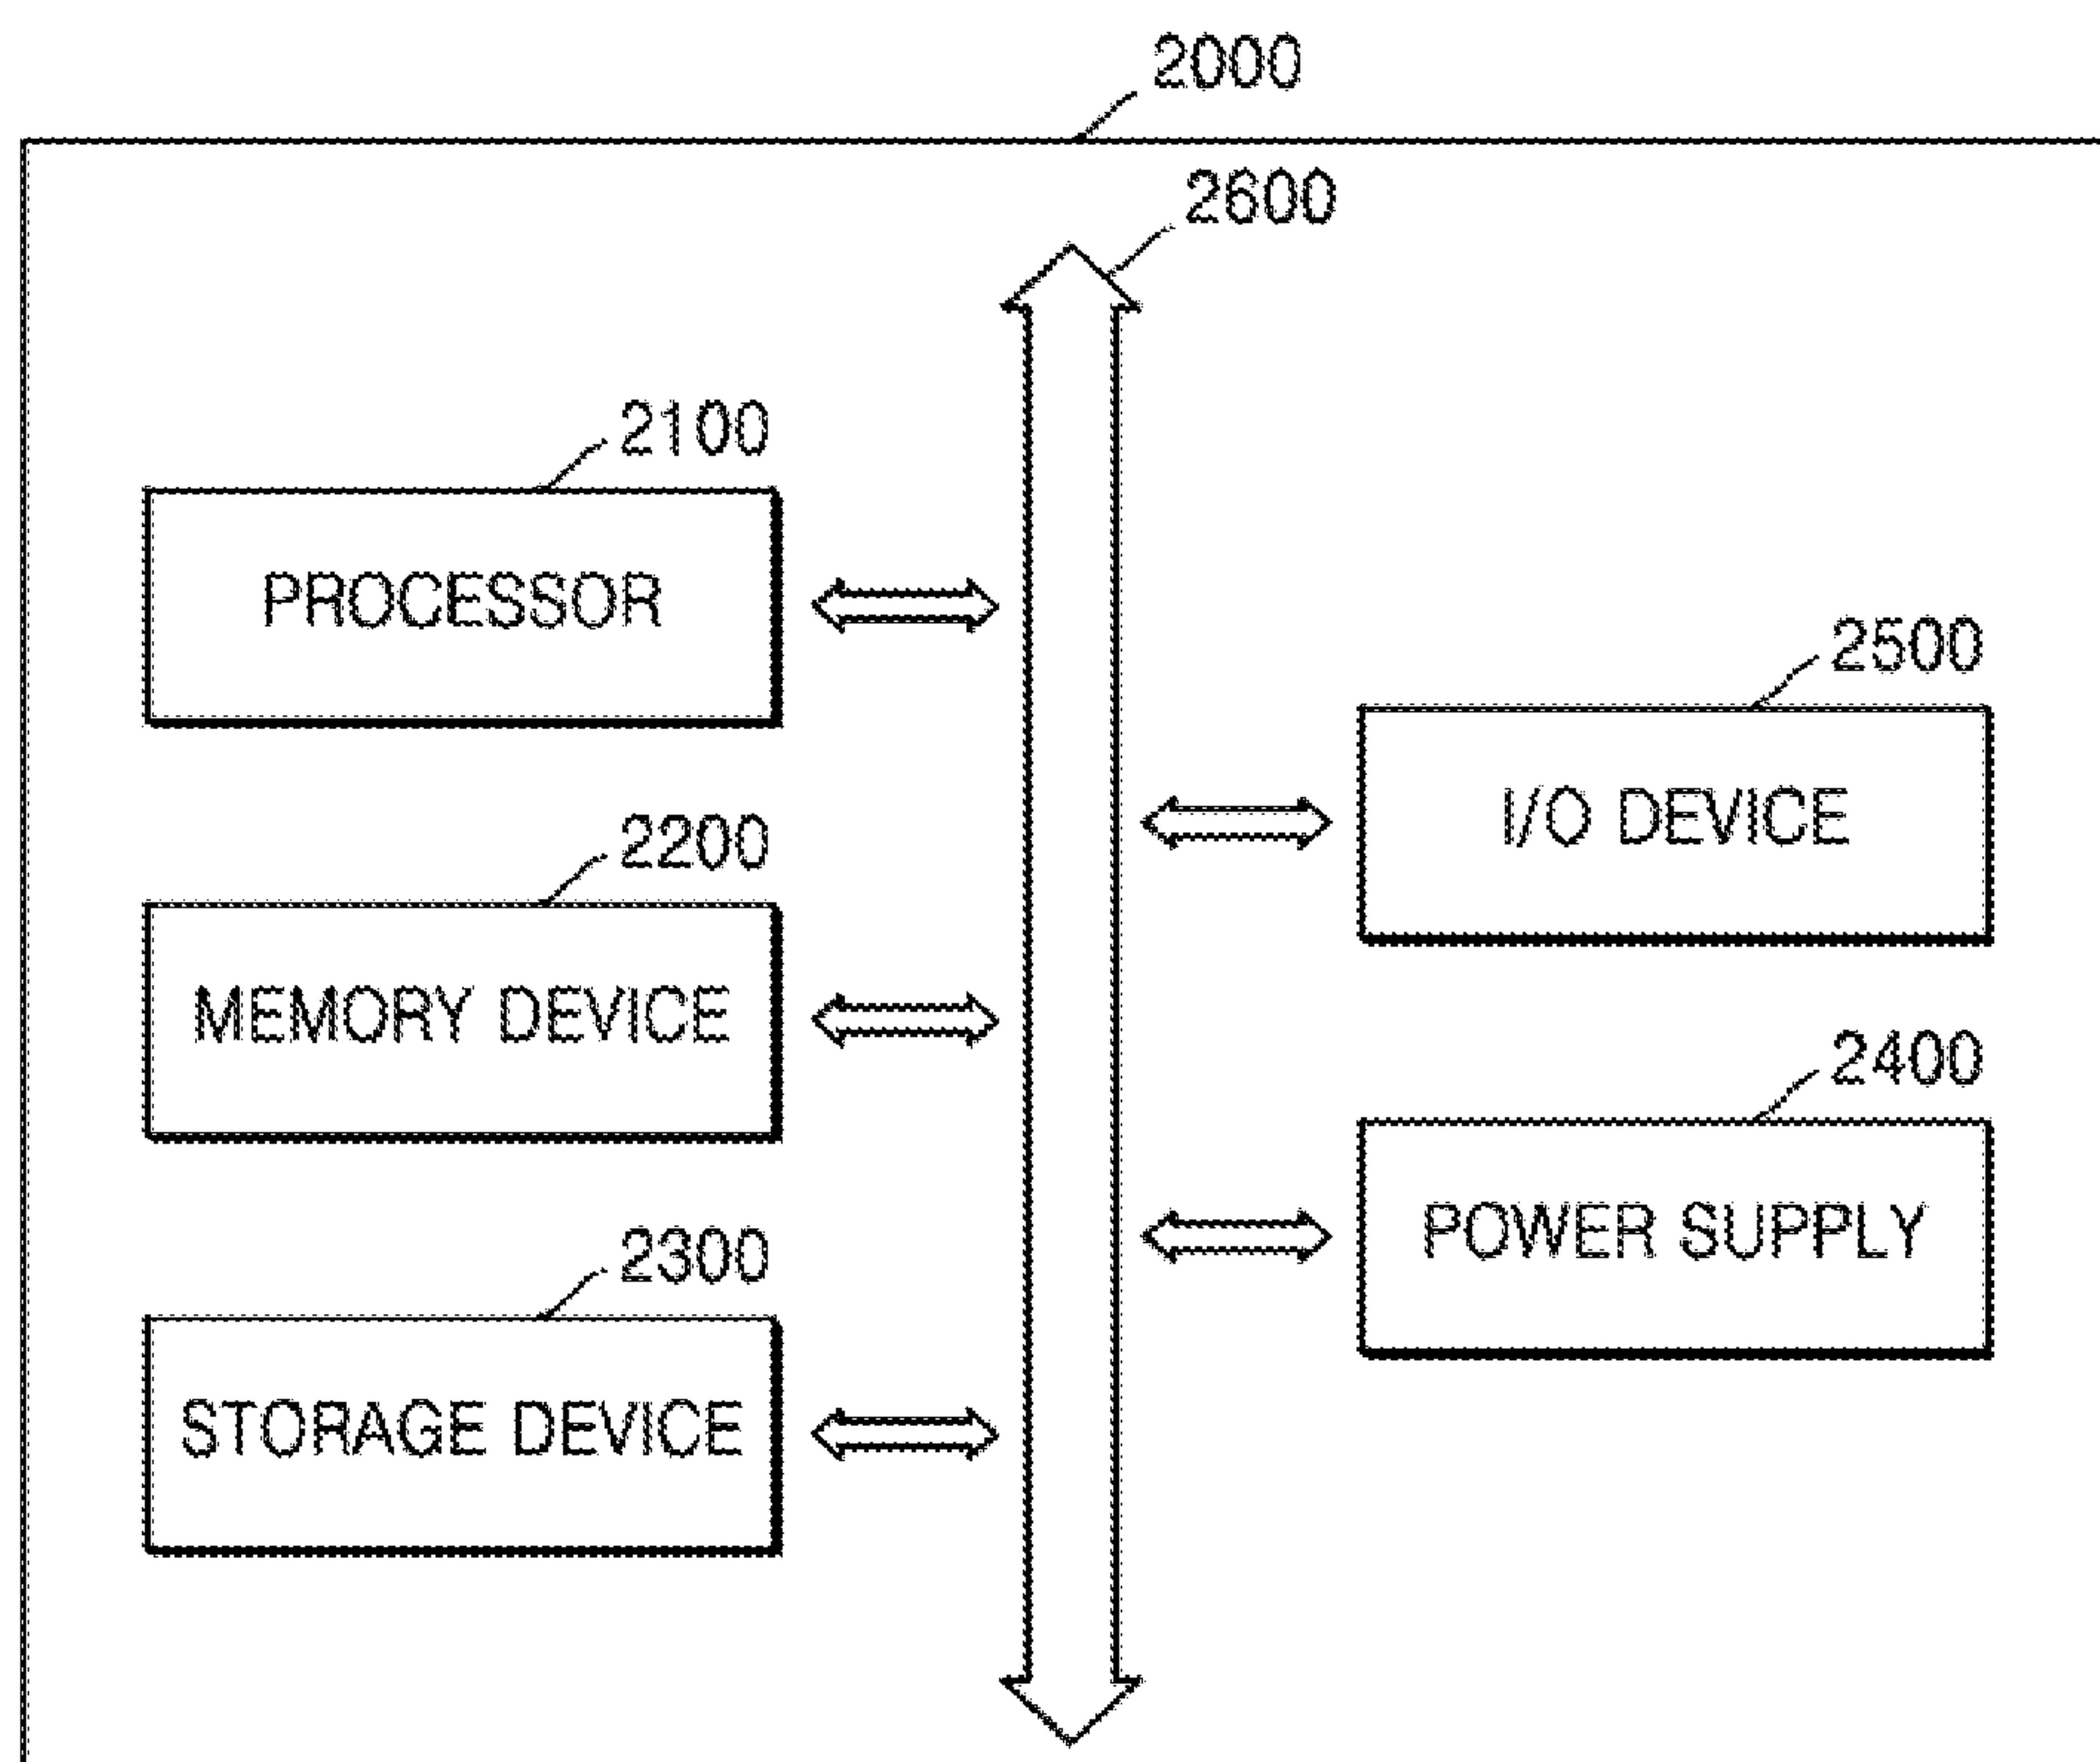 2000
2600
2100
PROCESSOR
2500
I/O DEVICE
2200
MEMORY DEVICE
2400
POWER SUPPLY
2300
STORAGE DEVICE